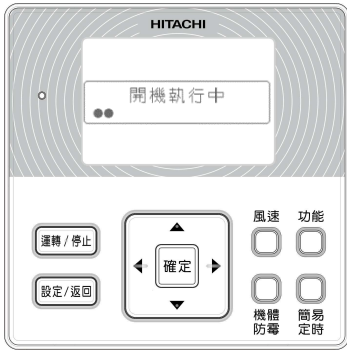 HITACHI
開機執行中
風速 功能
運轉/停止
確定
設定/返回
機體 簡易
防霉 定時